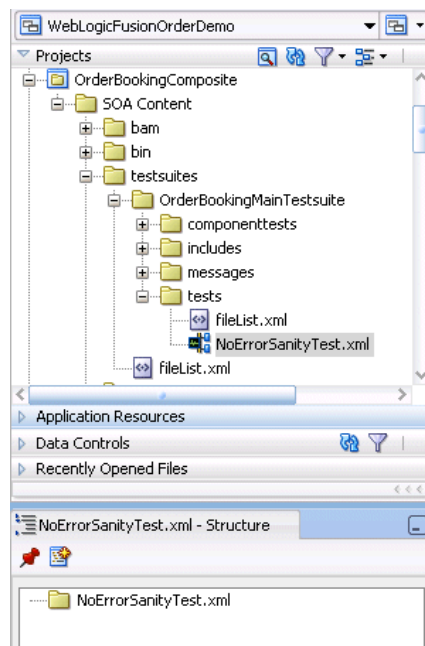 WebLogicFusionOrderDemo
Projects
OrderBookingComposite
SOA Content
bam
bin
testsuites
OrderBookingMainTestsuite
componenttests
includes
messages
tests
fileList.xml
NoErrorSanityTest.xml
fileList.xml
Application Resources
Data Controls
Recently Opened Files
NoErrorSanityTest.xml - Structure
NoErrorSanityTest.xml